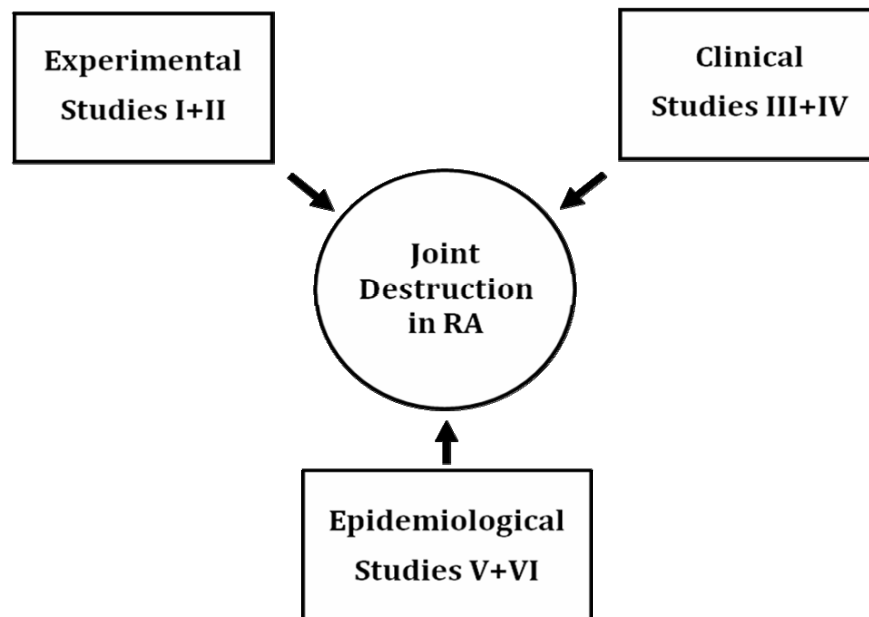 Experimental
Studies I+II
Clinical
Studies III+IV
Joint
Destruction
in RA
Epidemiological
Studies V+VI